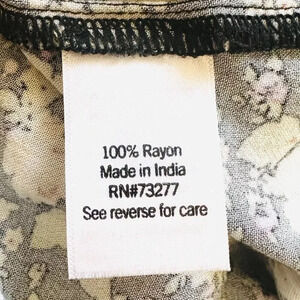 100% Rayon
Made in India
RN#73277
See reverse for care